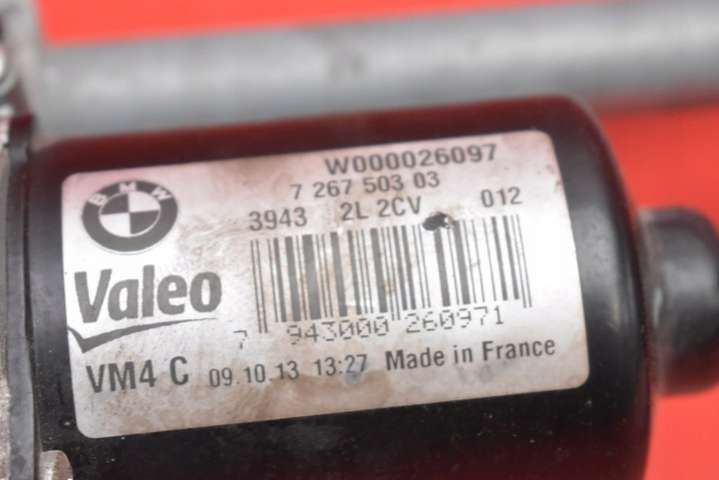 W000026097
7 267 503 03
3943 2L 2CV 012
BMW
Valeo
7 943000 260971
VM4 C 09.10.13 13:27 Made in France